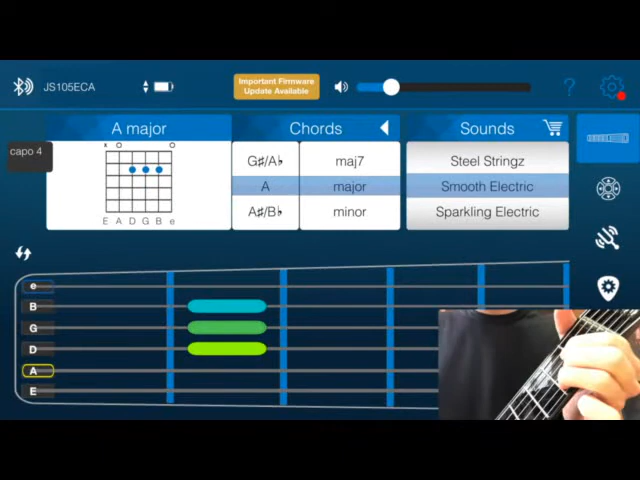 JS105ECA
Important Firmware
Update Available
?
A major
Chords
Sounds
capo 4
x
E A D G B e
G♯/A♭ maj7
A major
A♯/B♭ minor
Steel Stringz
Smooth Electric
Sparkling Electric
e
B
G
D
A
E